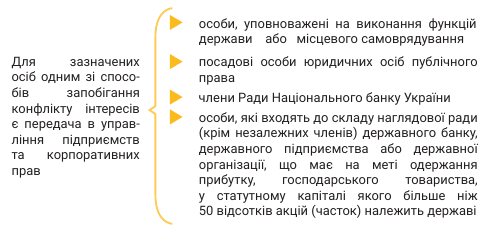 Для зазначених
осіб одним зі спосо-
бів запобігання
конфлікту інтересів
є передача в управ-
ління підприємств
та корпоративних
прав
особи, уповноважені на виконання функцій
держави або місцевого самоврядування
посадові особи юридичних осіб публічного
права
члени Ради Національного банку України
особи, які входять до складу наглядової ради
(крім незалежних членів) державного банку,
державного підприємства або державної
організації, що має на меті одержання
прибутку, господарського товариства,
у статутному капіталі якого більше ніж
50 відсотків акцій (часток) належить державі